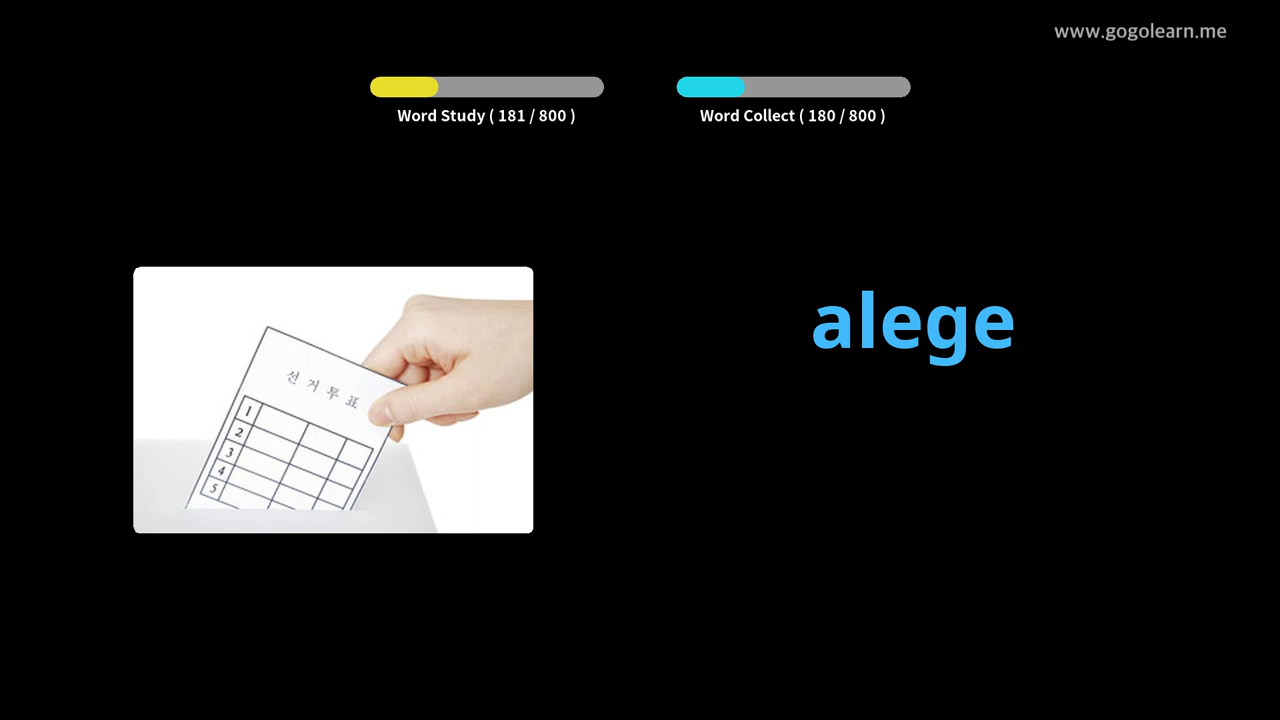 www.gogolearn.me
Word Study ( 181 / 800 )
Word Collect ( 180 / 800 )
alege
선거투표
1
2
3
4
5